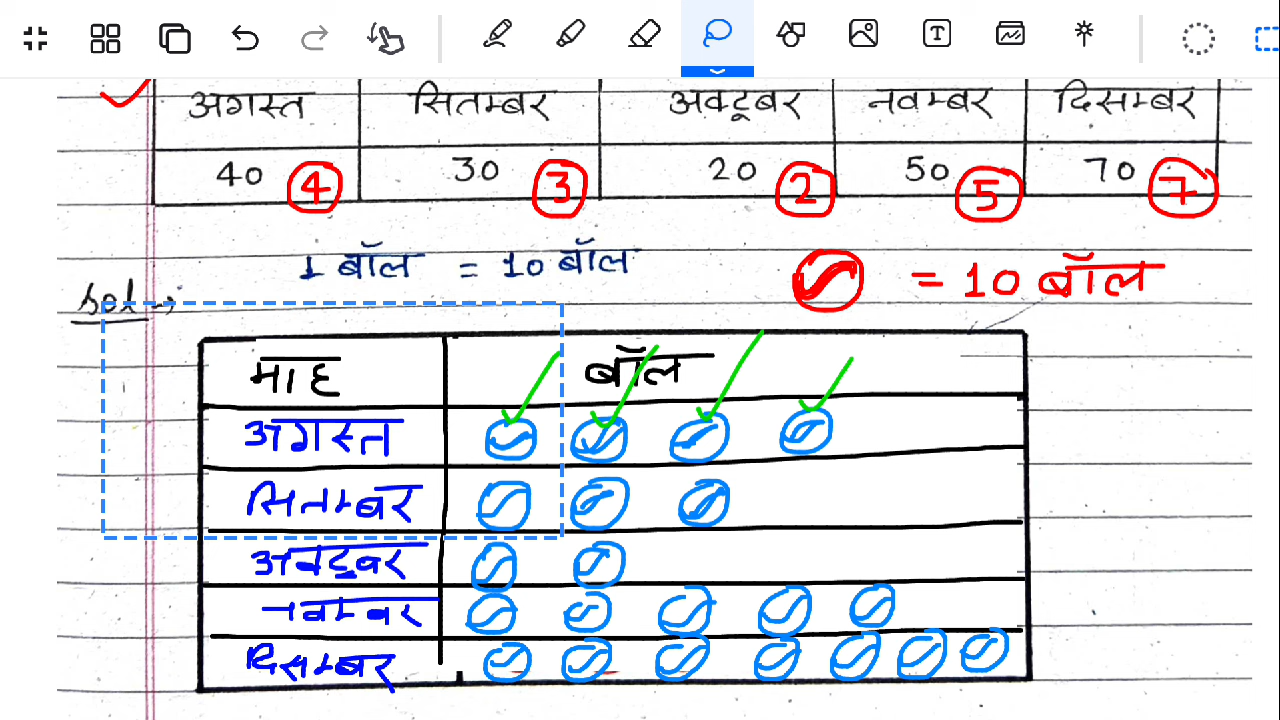 अगस्त सितम्बर अक्टूबर नवम्बर दिसम्बर
40 ④ 30 ③ 20 ② 50 ⑤ 70 ⑦
1 बॉल = 10 बॉल = 10 बॉल
Sol →
माह बॉल
अगस्त
सितम्बर
अक्टूबर
नवम्बर
दिसम्बर